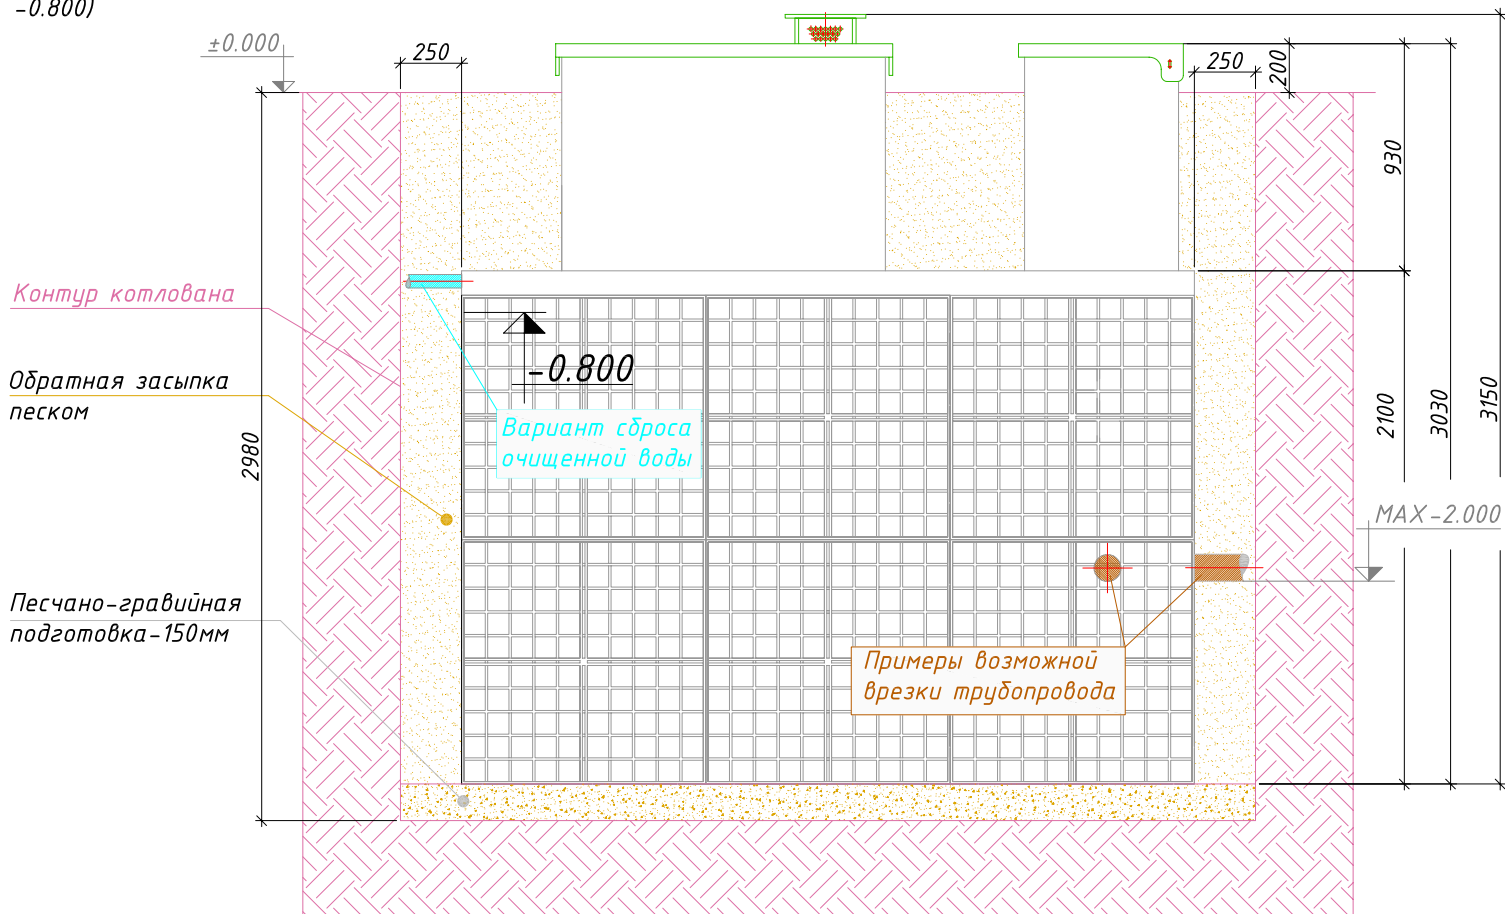 -0.800)
±0.000
250
250
200
930
Контур котлована
-0.800
Обратная засыпка
песком
2980
Вариант сброса
очищенной воды
2100
3030
3150
MAX-2.000
Песчано-гравийная
подготовка-150мм
Примеры возможной
врезки трубопровода